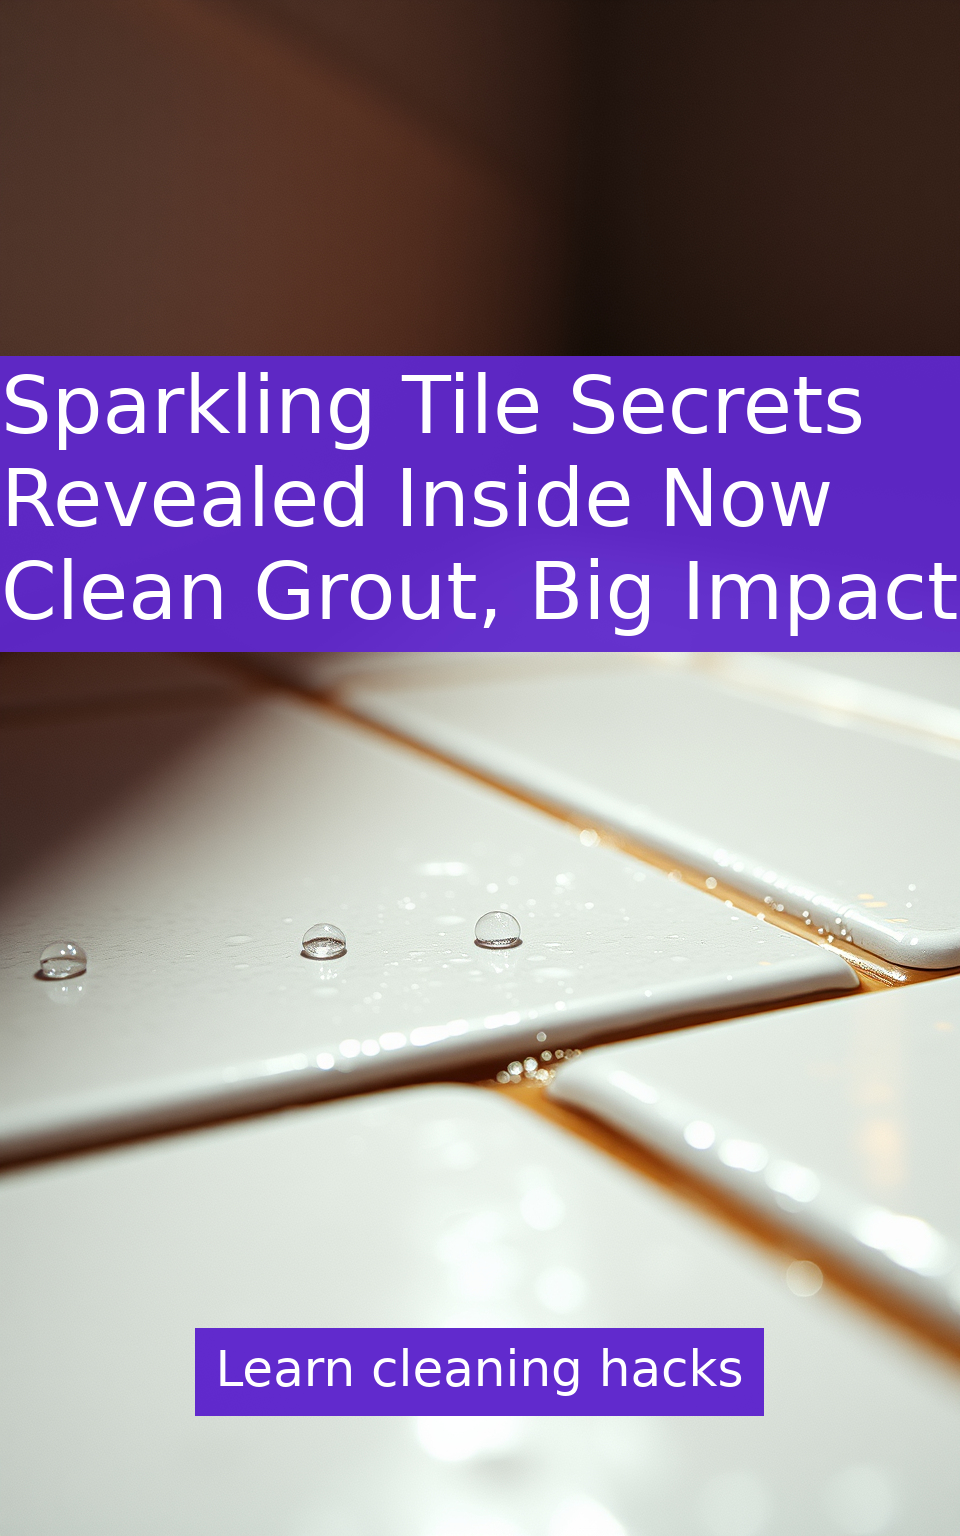 Sparkling Tile Secrets
Revealed Inside Now
Clean Grout, Big Impact
Learn cleaning hacks